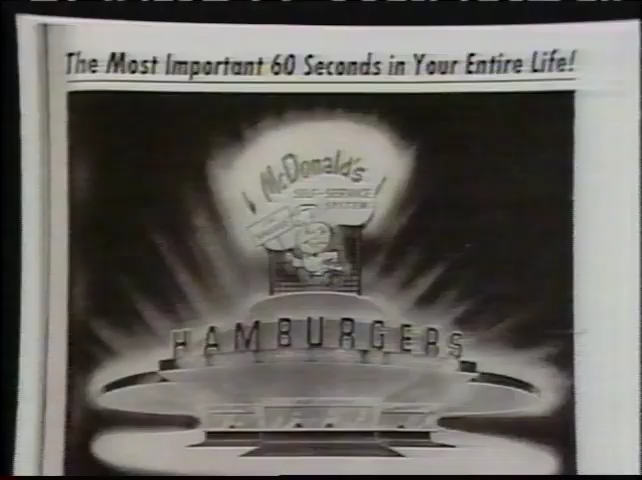 The Most Important 60 Seconds in Your Entire Life!
McDonald's
SELF-SERVICE
SYSTEM
HAMBURGERS